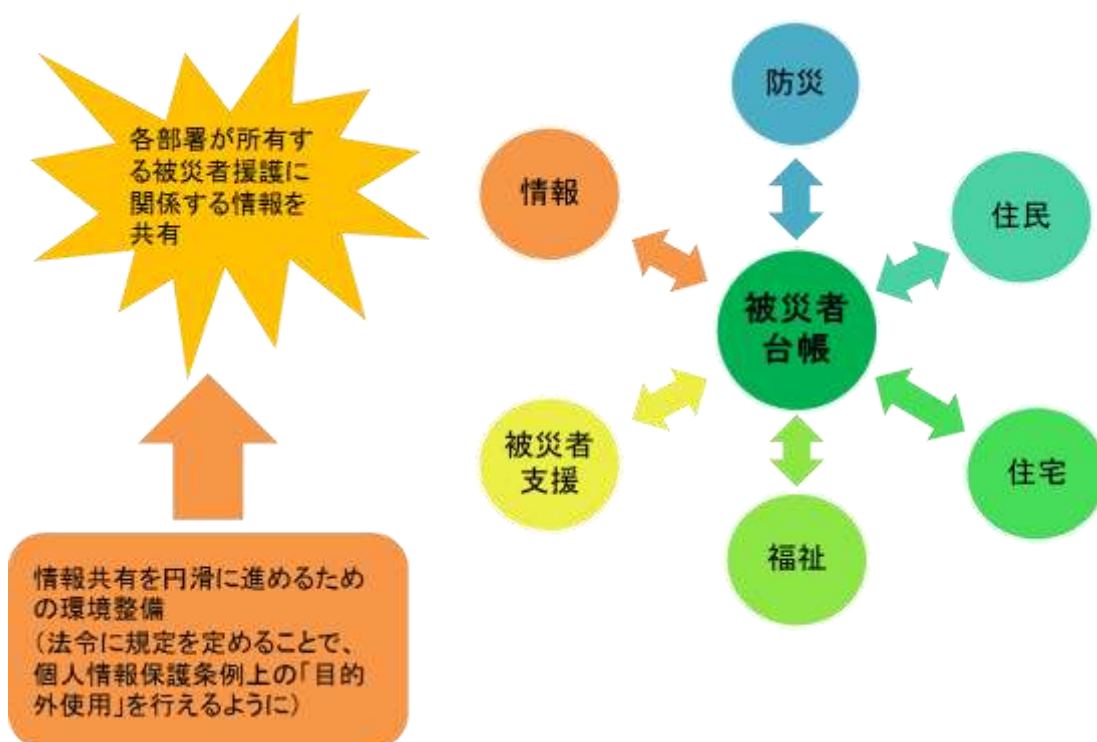 各部署が所有す
る被災者援護に
関係する情報を
共有
情報共有を円滑に進めるため
の環境整備
(法令に規定を定めることで、
個人情報保護条例上の「目的
外使用」を行えるように)
防災
情報
住民
被災者
台帳
被災者
支援
住宅
福祉